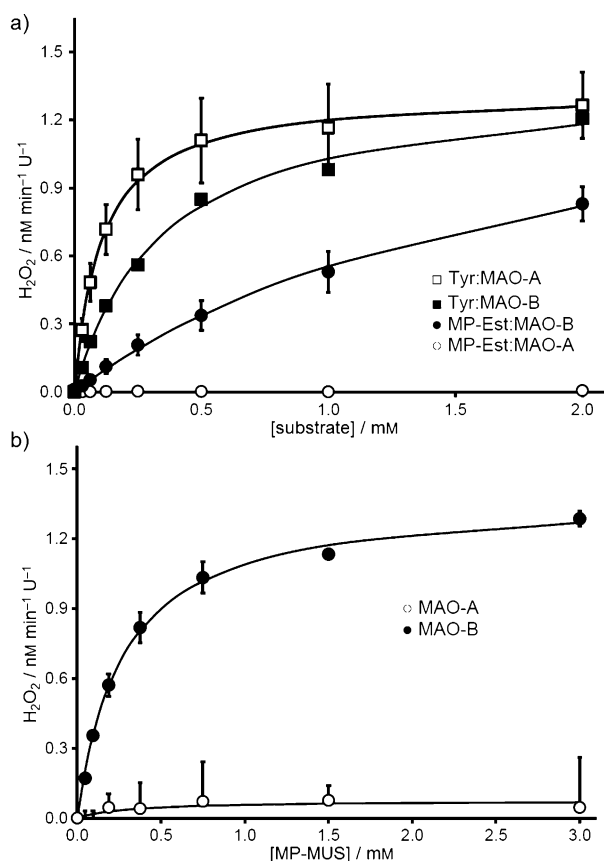 a)
1.5
1.2
0.9
0.6
0.3
0.0
H₂O₂ / nM min⁻¹ U⁻¹
Tyr:MAO-A
Tyr:MAO-B
MP-Est:MAO-B
MP-Est:MAO-A
0.0 0.5 1.0 1.5 2.0
[substrate] / mM
b)
1.5
1.2
0.9
0.6
0.3
0.0
H₂O₂ / nM min⁻¹ U⁻¹
MAO-A
MAO-B
0.0 0.5 1.0 1.5 2.0 2.5 3.0
[MP-MUS] / mM